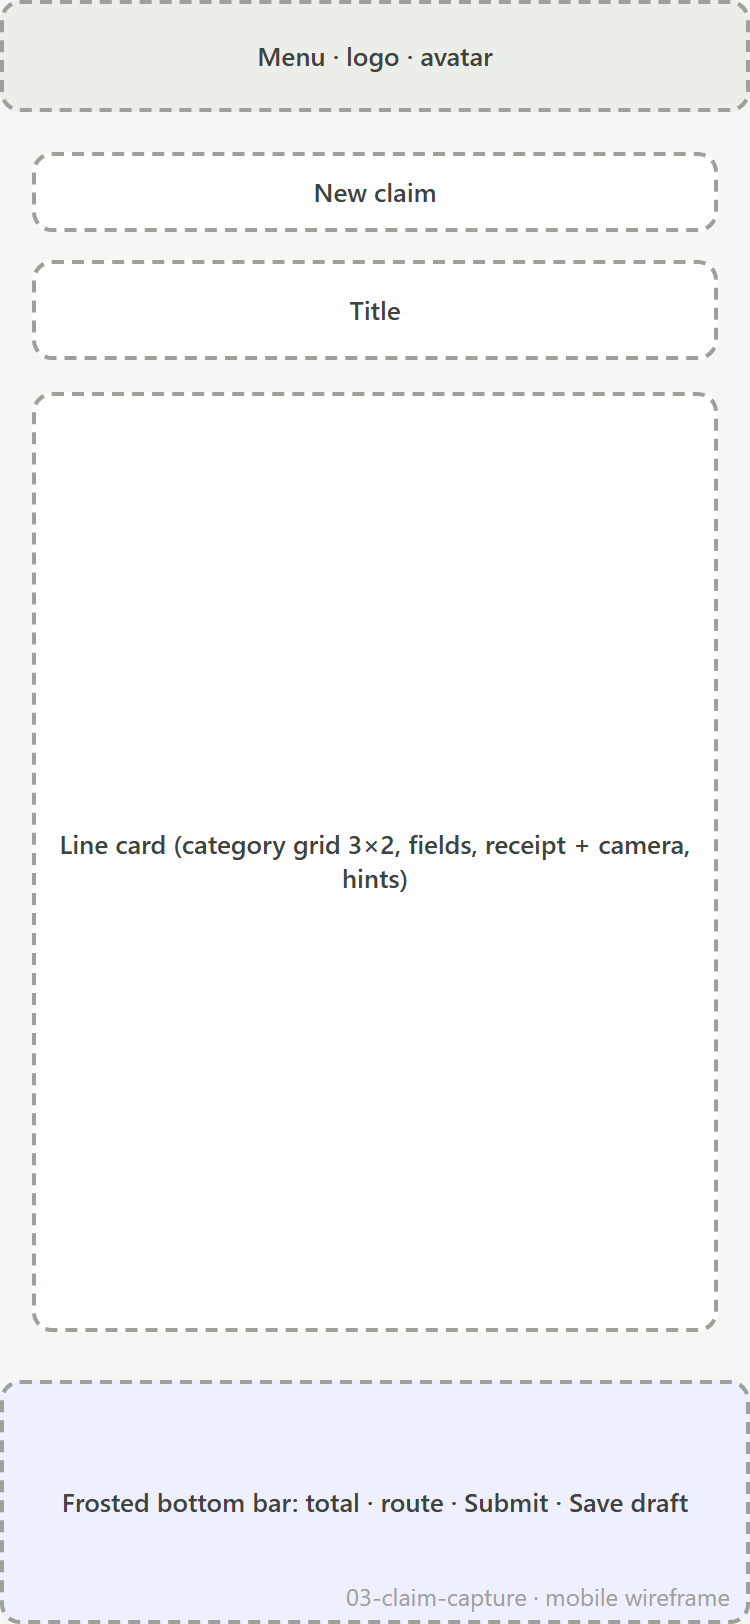 Menu · logo · avatar
New claim
Title
Line card (category grid 3×2, fields, receipt + camera,
hints)
Frosted bottom bar: total · route · Submit · Save draft
03-claim-capture · mobile wireframe